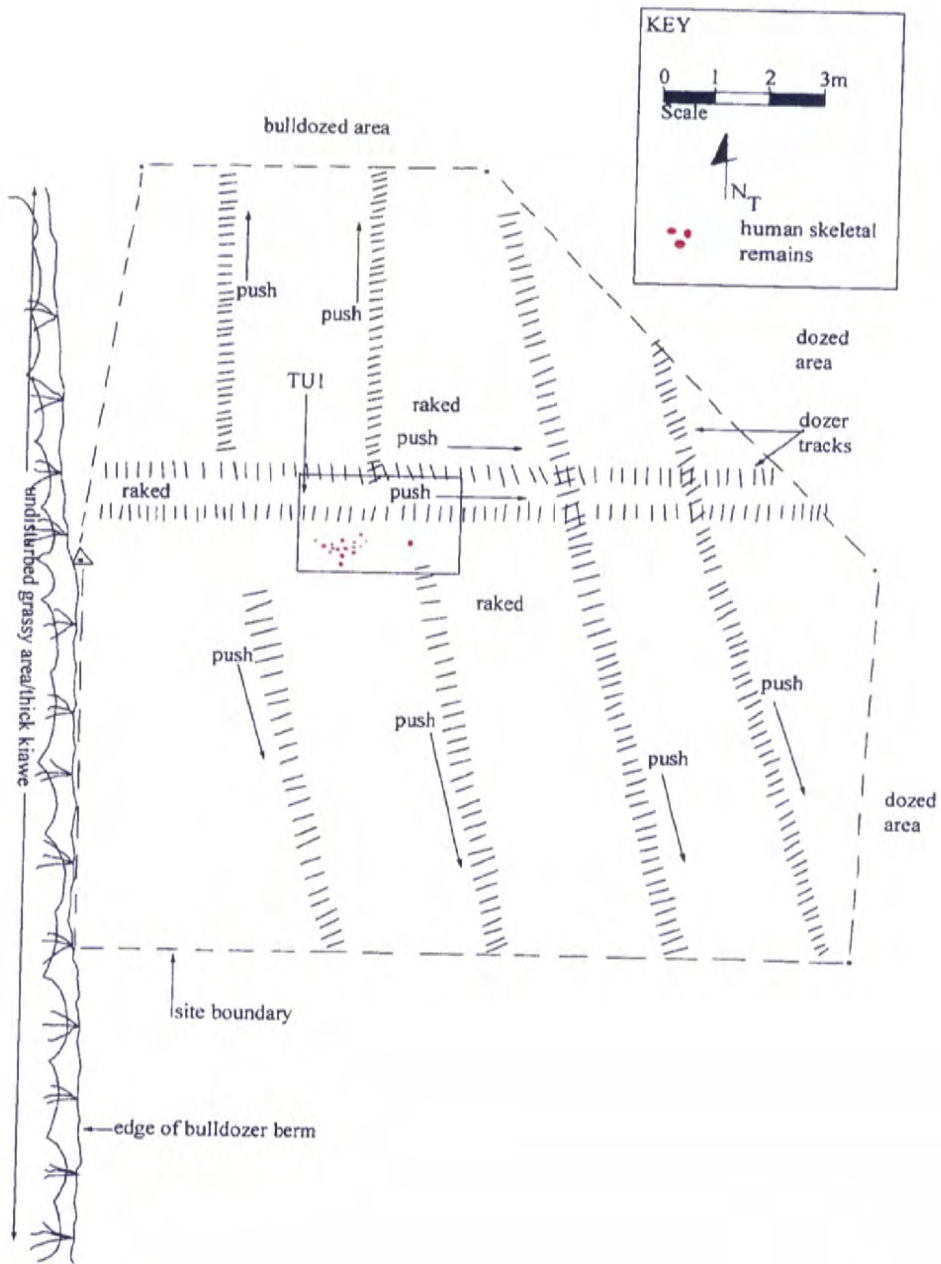 KEY
0 1 2 3m
Scale
N T
human skeletal
remains
bulldozed area
push
push
dozed
area
TU1
raked
push
dozer
tracks
raked
push
undisturbed grassy area/thick kiawe
raked
push
push
push
push
dozed
area
site boundary
edge of bulldozer berm